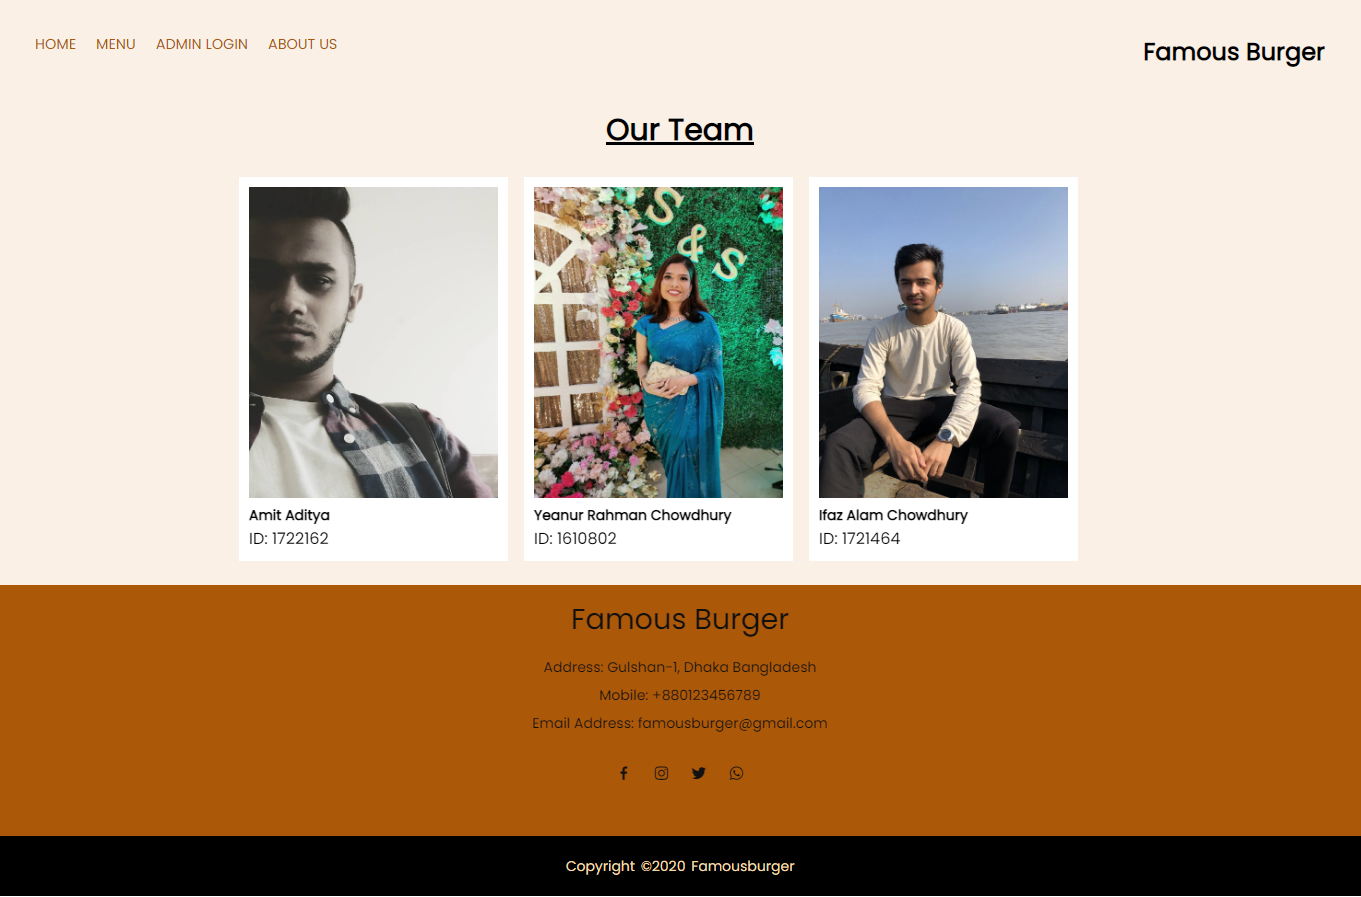 HOME MENU ADMIN LOGIN ABOUT US
Famous Burger
Our Team
S & S
Amit Aditya
ID: 1722162
Yeanur Rahman Chowdhury
ID: 1610802
Ifaz Alam Chowdhury
ID: 1721464
Famous Burger
Address: Gulshan-1, Dhaka Bangladesh
Mobile: +880123456789
Email Address: famousburger@gmail.com
Copyright ©2020 Famousburger